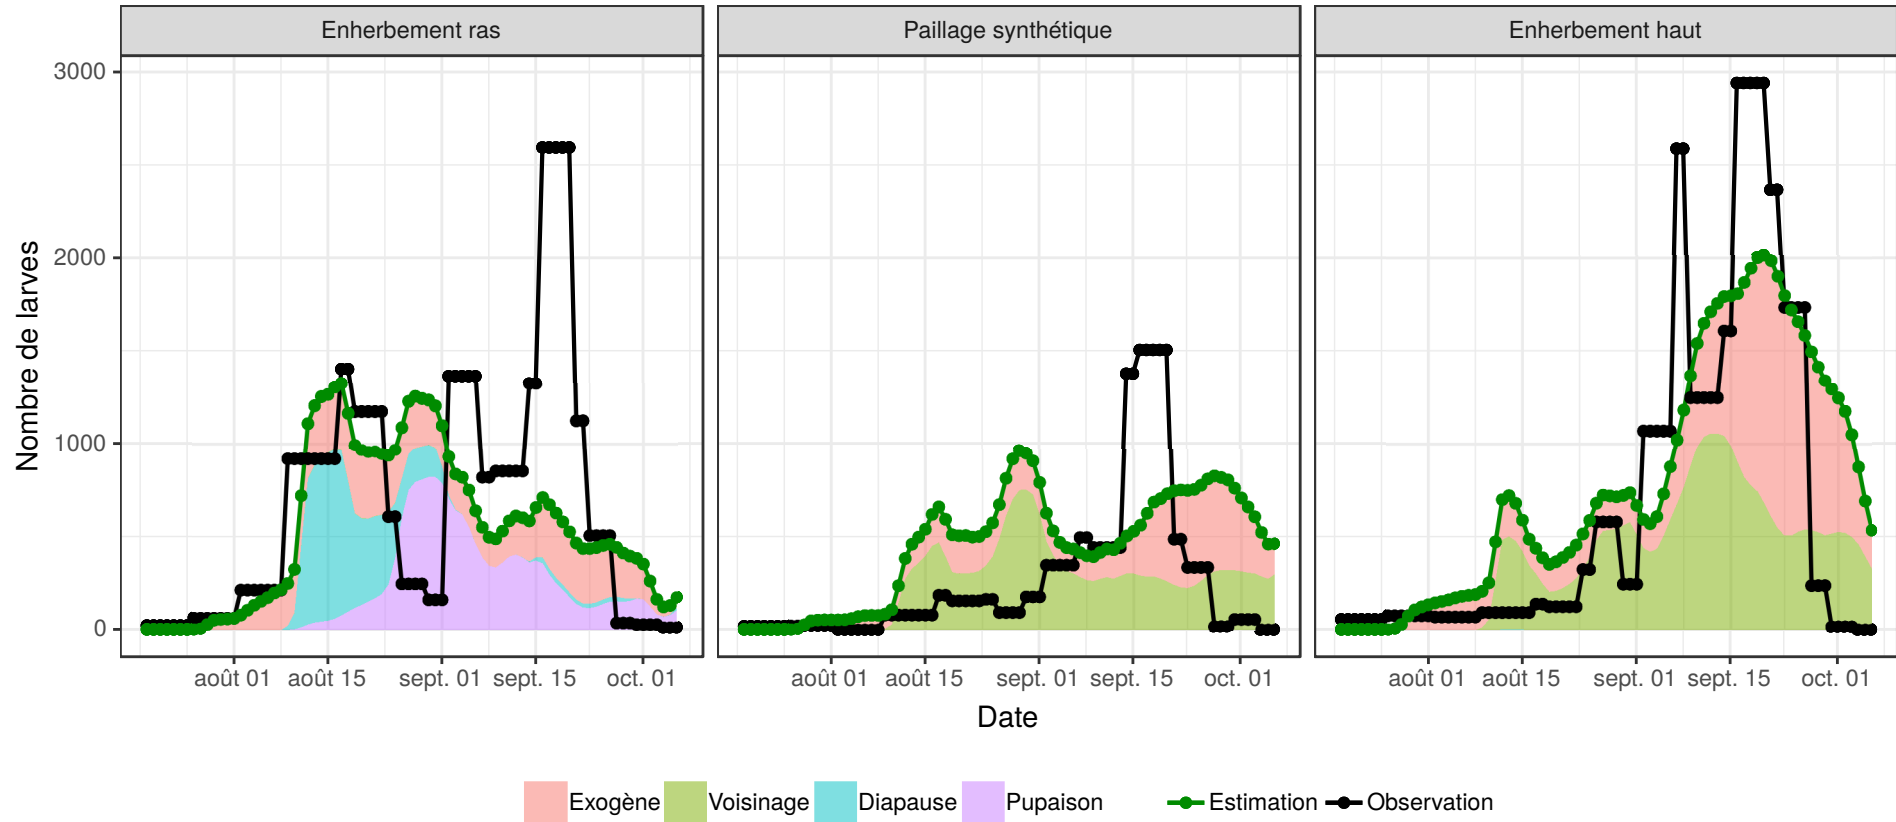 Enherbement ras
Paillage synthétique
Enherbement haut
Nombre de larves
3000
2000
1000
0
août 01 août 15 sept. 01 sept. 15 oct. 01
août 01 août 15 sept. 01 sept. 15 oct. 01
août 01 août 15 sept. 01 sept. 15 oct. 01
Date
Exogène Voisinage Diapause Pupaison Estimation Observation